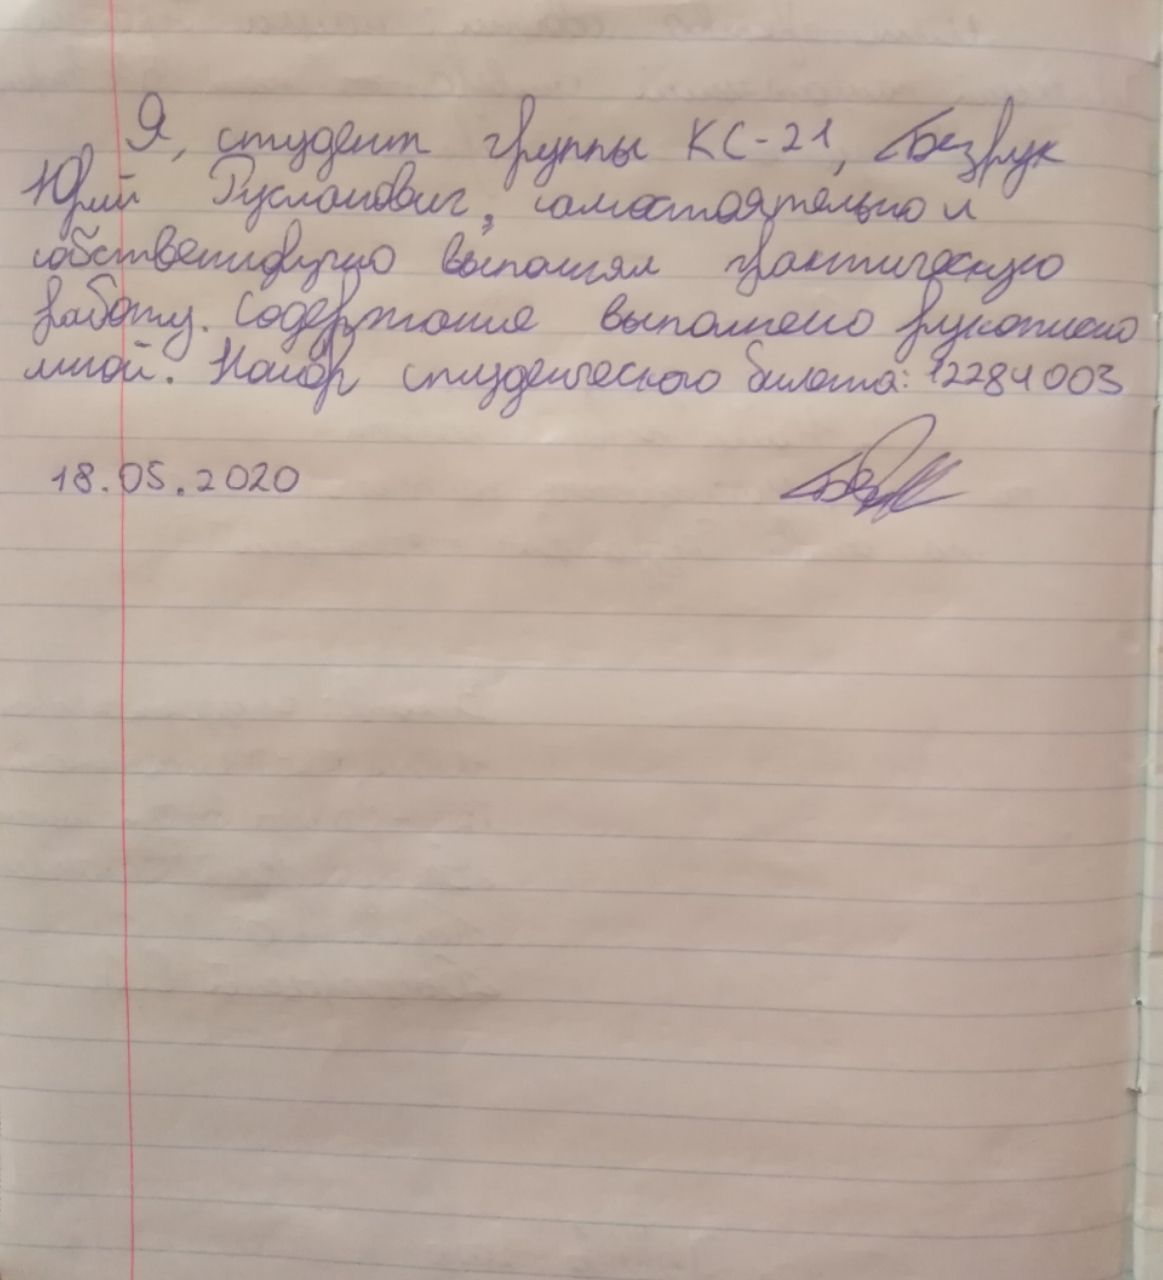 Я, студент группы КС-21, Безрук
Юрий Русланович, самостоятельно и
собственноручно выполнял практическую
работу. Содержание выполнено рукописно
мной. Номер студенческого билета: 12284003
18.05.2020